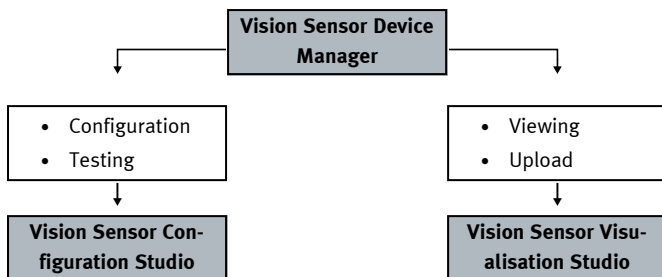 Vision Sensor Device
Manager
• Configuration
• Testing
• Viewing
• Upload
Vision Sensor Con-
figuration Studio
Vision Sensor Visu-
alisation Studio